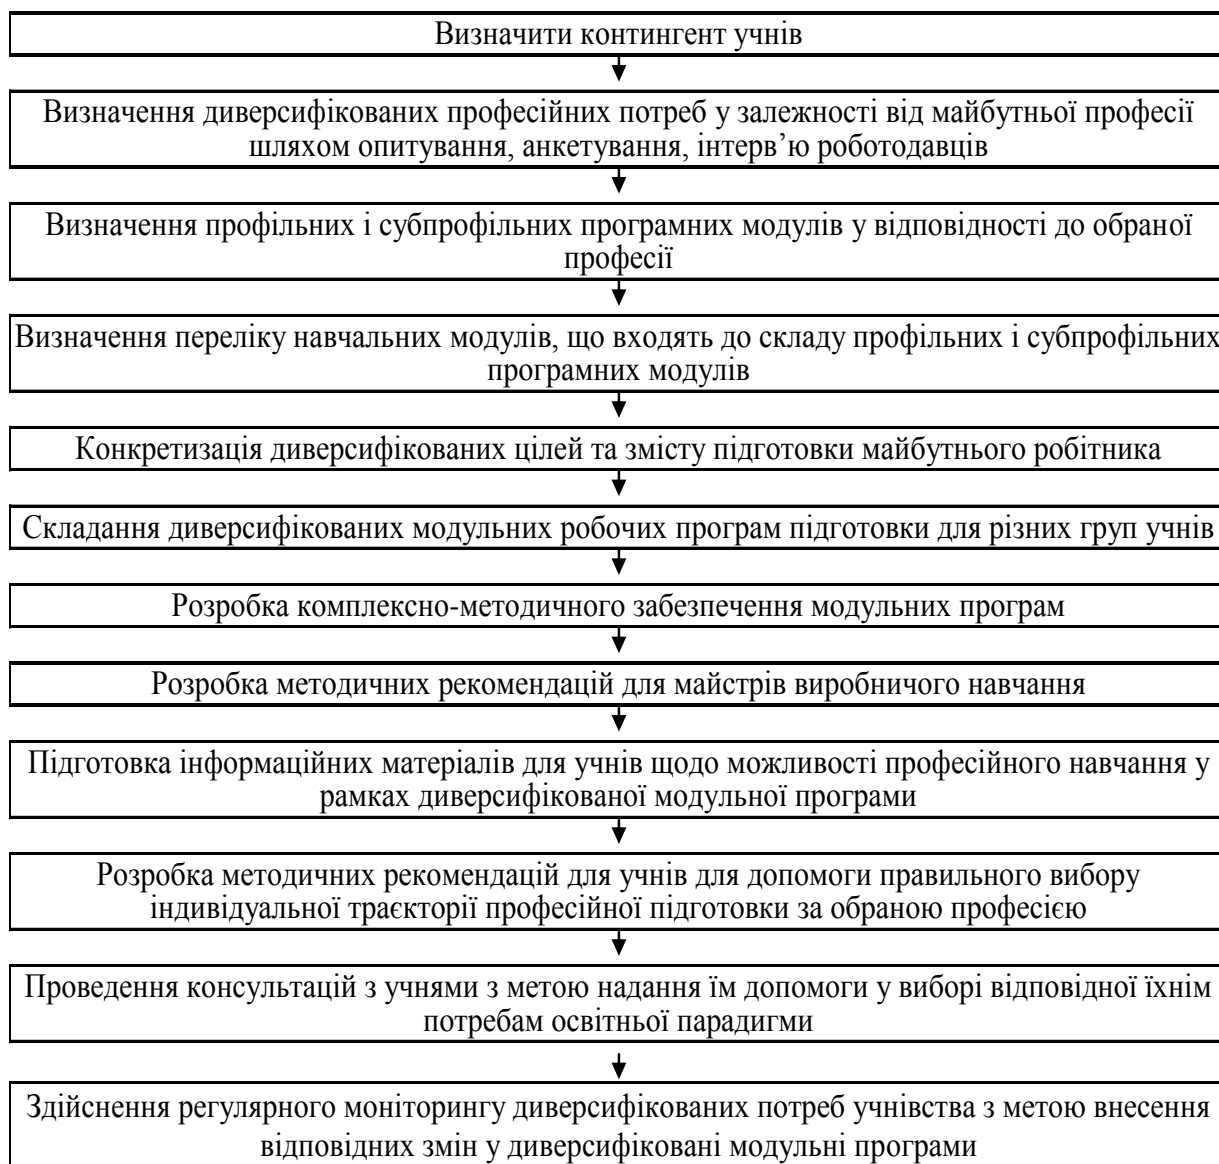 Визначити контингент учнів
Визначення диверсифікованих професійних потреб у залежності від майбутньої професії
шляхом опитування, анкетування, інтерв’ю роботодавців
Визначення профільних і субпрофільних програмних модулів у відповідності до обраної
професії
Визначення переліку навчальних модулів, що входять до складу профільних і субпрофільних
програмних модулів
Конкретизація диверсифікованих цілей та змісту підготовки майбутнього робітника
Складання диверсифікованих модульних робочих програм підготовки для різних груп учнів
Розробка комплексно-методичного забезпечення модульних програм
Розробка методичних рекомендацій для майстрів виробничого навчання
Підготовка інформаційних матеріалів для учнів щодо можливості професійного навчання у
рамках диверсифікованої модульної програми
Розробка методичних рекомендацій для учнів для допомоги правильного вибору
індивідуальної траєкторії професійної підготовки за обраною професією
Проведення консультацій з учнями з метою надання їм допомоги у виборі відповідної їхнім
потребам освітньої парадигми
Здійснення регулярного моніторингу диверсифікованих потреб учнівства з метою внесення
відповідних змін у диверсифіковані модульні програми